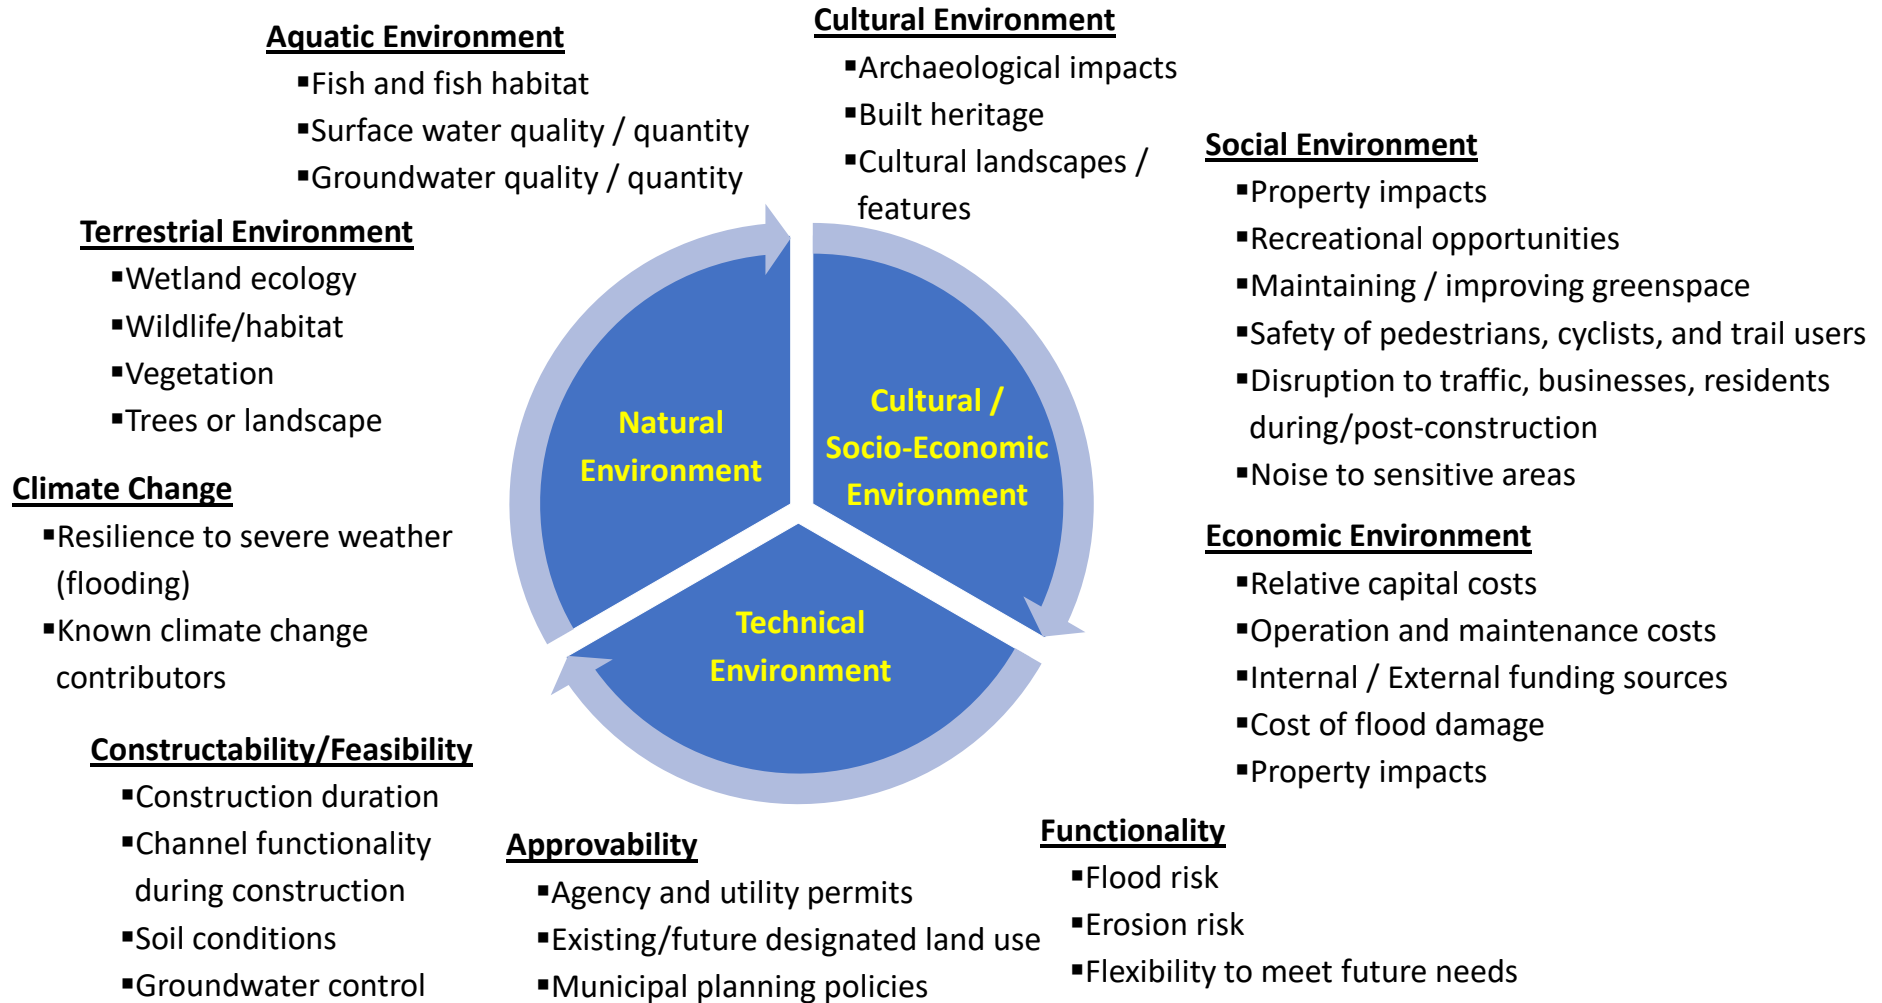 Aquatic Environment
▪Fish and fish habitat
▪Surface water quality / quantity
▪Groundwater quality / quantity
Cultural Environment
▪Archaeological impacts
▪Built heritage
▪Cultural landscapes /
features
Social Environment
▪Property impacts
▪Recreational opportunities
▪Maintaining / improving greenspace
▪Safety of pedestrians, cyclists, and trail users
▪Disruption to traffic, businesses, residents
during/post-construction
▪Noise to sensitive areas
Terrestrial Environment
▪Wetland ecology
▪Wildlife/habitat
▪Vegetation
▪Trees or landscape
Natural
Environment
Cultural /
Socio-Economic
Environment
Technical
Environment
Climate Change
▪Resilience to severe weather
(flooding)
▪Known climate change
contributors
Economic Environment
▪Relative capital costs
▪Operation and maintenance costs
▪Internal / External funding sources
▪Cost of flood damage
▪Property impacts
Constructability/Feasibility
▪Construction duration
▪Channel functionality
during construction
▪Soil conditions
▪Groundwater control
Approvability
▪Agency and utility permits
▪Existing/future designated land use
▪Municipal planning policies
Functionality
▪Flood risk
▪Erosion risk
▪Flexibility to meet future needs